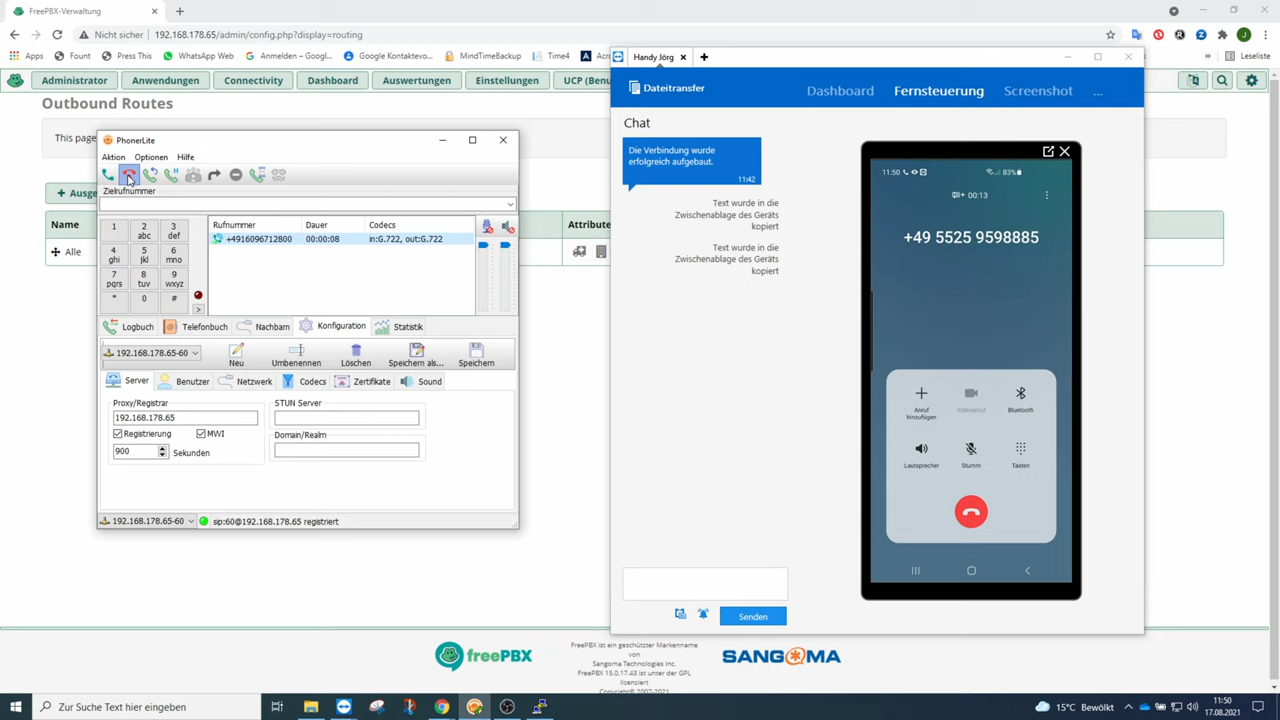 FreePBX-Verwaltung
Nicht sicher
192.168.178.65/admin/config.php?display=routing
J
Apps
Fount
Press This
WhatsApp Web
Anmelden – Google...
Google Kontaktevo...
MindTimeBackup
Time4
Acro
»
Leseliste
Administrator
Anwendungen
Connectivity
Dashboard
Auswertungen
Einstellungen
UCP (Benu
Outbound Routes
This page
+ Ausge
Name
Attribute
Alle
PhonerLite
Aktion
Optionen
Hilfe
Zielrufnummer
1
2
abc
3
def
4
ghi
5
jkl
6
mno
7
pqrs
8
tuv
9
wxyz
*
0
#
>
Rufnummer
Dauer
Codecs
+4916096712800
00:00:08
in:G.722, out:G.722
Logbuch
Telefonbuch
Nachbarn
Konfiguration
Statistik
192.168.178.65-60
Neu
Umbenennen
Löschen
Speichern als...
Speichern
Server
Benutzer
Netzwerk
Codecs
Zertifikate
Sound
Proxy/Registrar
192.168.178.65
STUN Server
Registrierung
MWI
Domain/Realm
900
Sekunden
192.168.178.65-60
sip:60@192.168.178.65 registriert
Handy Jörg
Dateitransfer
Dashboard
Fernsteuerung
Screenshot
...
Chat
Die Verbindung wurde
erfolgreich aufgebaut.
11:42
Text wurde in die
Zwischenablage des Geräts
kopiert
Text wurde in die
Zwischenablage des Geräts
kopiert
Senden
11:50
83%
00:13
+49 5525 9598885
Anruf
hinzufügen
Videoanruf
Bluetooth
Lautsprecher
Stumm
Tasten
freePBX
FreePBX ist ein geschützter Markenname
von
Sangoma Technologies Inc.
FreePBX 15.0.17.43 ist unter der GPL
lizenziert
Copyright© 2007-2021
SANGOMA
Zur Suche Text hier eingeben
15°C Bewölkt
11:50
17.08.2021